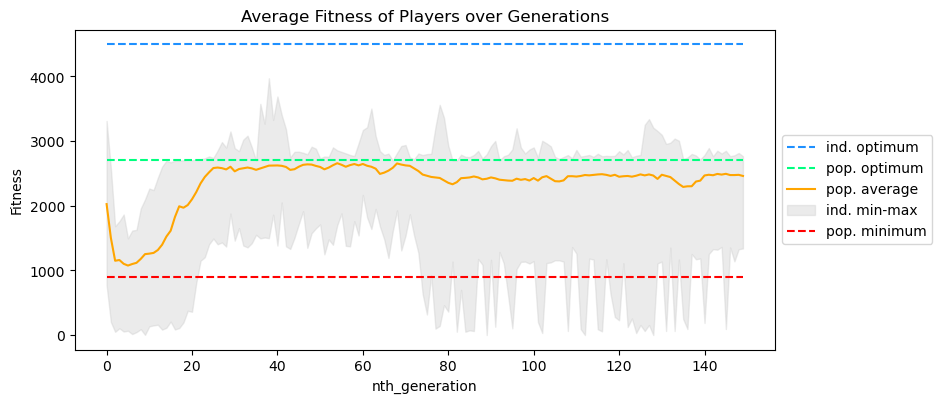 Average Fitness of Players over Generations
Fitness
4000
3000
2000
1000
0
0 20 40 60 80 100 120 140
nth_generation
ind. optimum
pop. optimum
pop. average
ind. min-max
pop. minimum